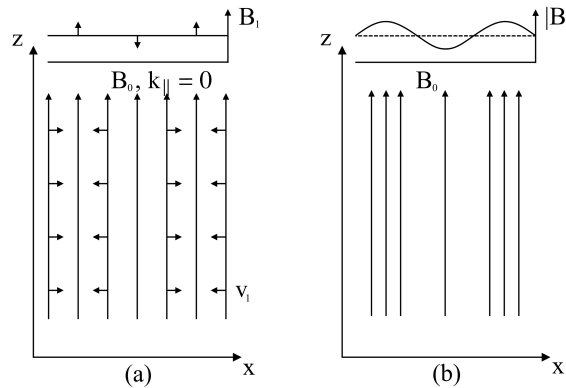 B₁
z
B₀, k∥ = 0
v₁
x
(a)
|B
z
B₀
x
(b)